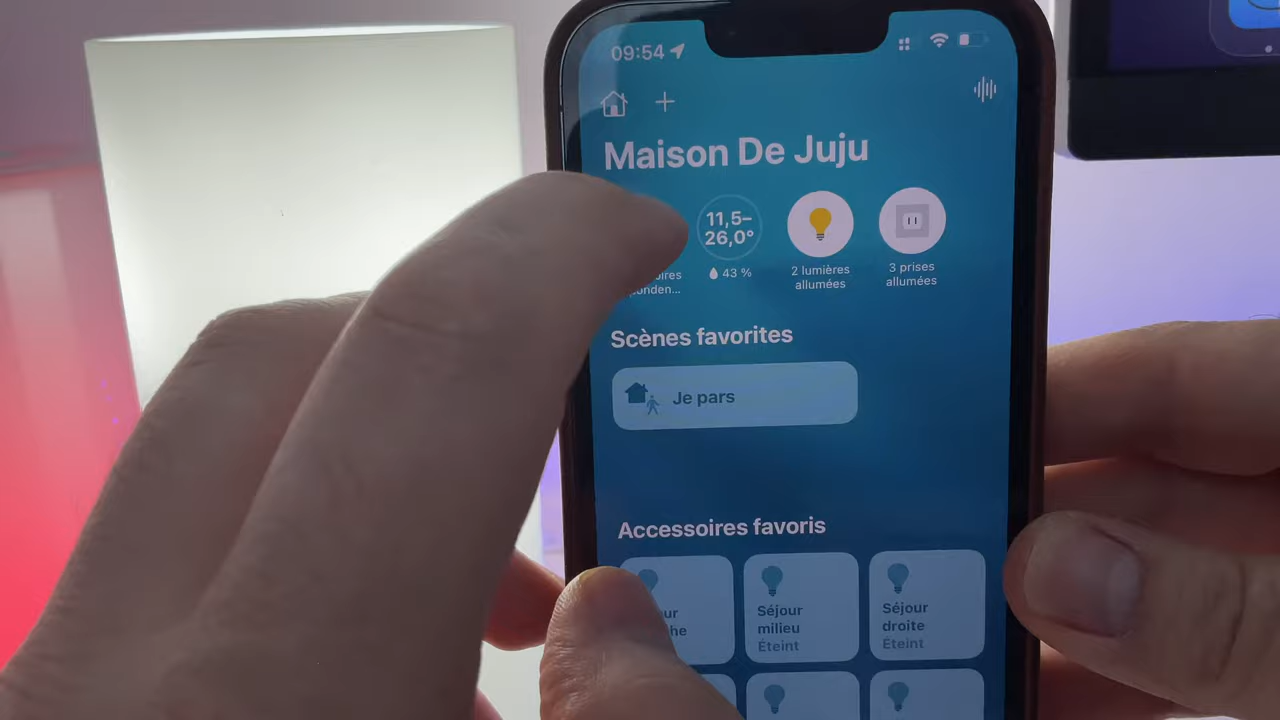 09:54
Maison De Juju
11,5–
26,0°
43 %
2 lumières
allumées
3 prises
allumées
Scènes favorites
Je pars
Accessoires favoris
Séjour
milieu
Éteint
Séjour
droite
Éteint